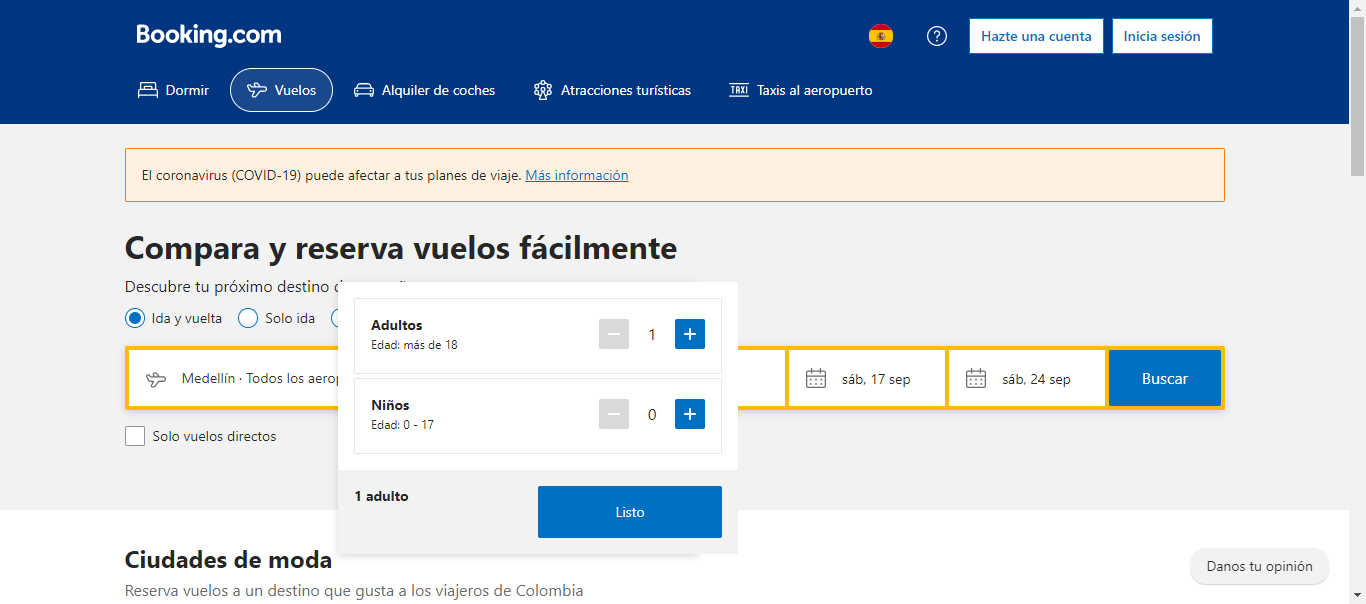 Booking.com
Hazte una cuenta
Inicia sesión
Dormir
Vuelos
Alquiler de coches
Atracciones turísticas
TAXI Taxis al aeropuerto
El coronavirus (COVID-19) puede afectar a tus planes de viaje. Más información
Compara y reserva vuelos fácilmente
Descubre tu próximo destino
Ida y vuelta
Solo ida
Adultos
Edad: más de 18
1
Medellín · Todos los
sáb, 17 sep
sáb, 24 sep
Buscar
Niños
Edad: 0 - 17
0
Solo vuelos directos
1 adulto
Listo
Ciudades de moda
Reserva vuelos a un destino que gusta a los viajeros de Colombia
Danos tu opinión